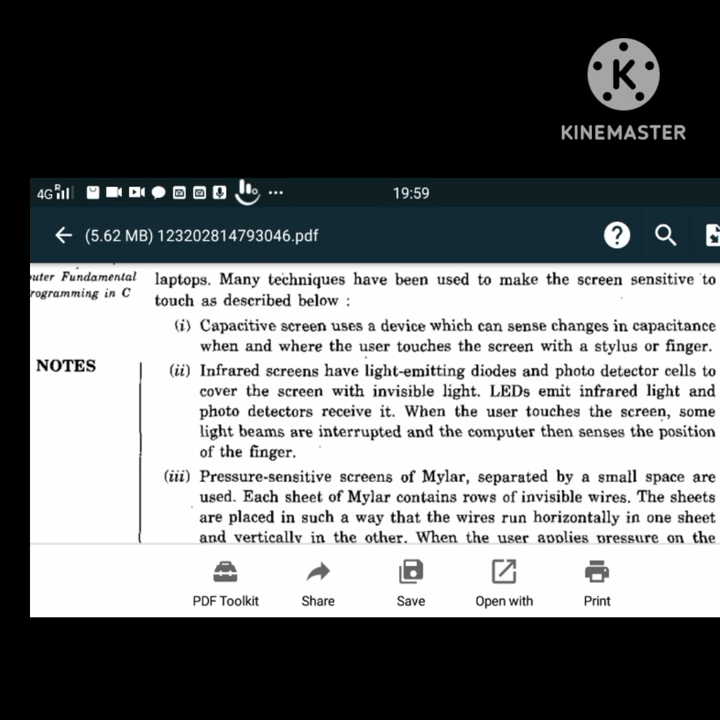 K
KINEMASTER
4G R
19:59
(5.62 MB) 123202814793046.pdf
?
uter Fundamental
rogramming in C
NOTES
laptops. Many techniques have been used to make the screen sensitive to
touch as described below :
(i) Capacitive screen uses a device which can sense changes in capacitance
when and where the user touches the screen with a stylus or finger.
(ii) Infrared screens have light-emitting diodes and photo detector cells to
cover the screen with invisible light. LEDs emit infrared light and
photo detectors receive it. When the user touches the screen, some
light beams are interrupted and the computer then senses the position
of the finger.
(iii) Pressure-sensitive screens of Mylar, separated by a small space are
used. Each sheet of Mylar contains rows of invisible wires. The sheets
are placed in such a way that the wires run horizontally in one sheet
and vertically in the other. When the user applies pressure on the
PDF Toolkit
Share
Save
Open with
Print